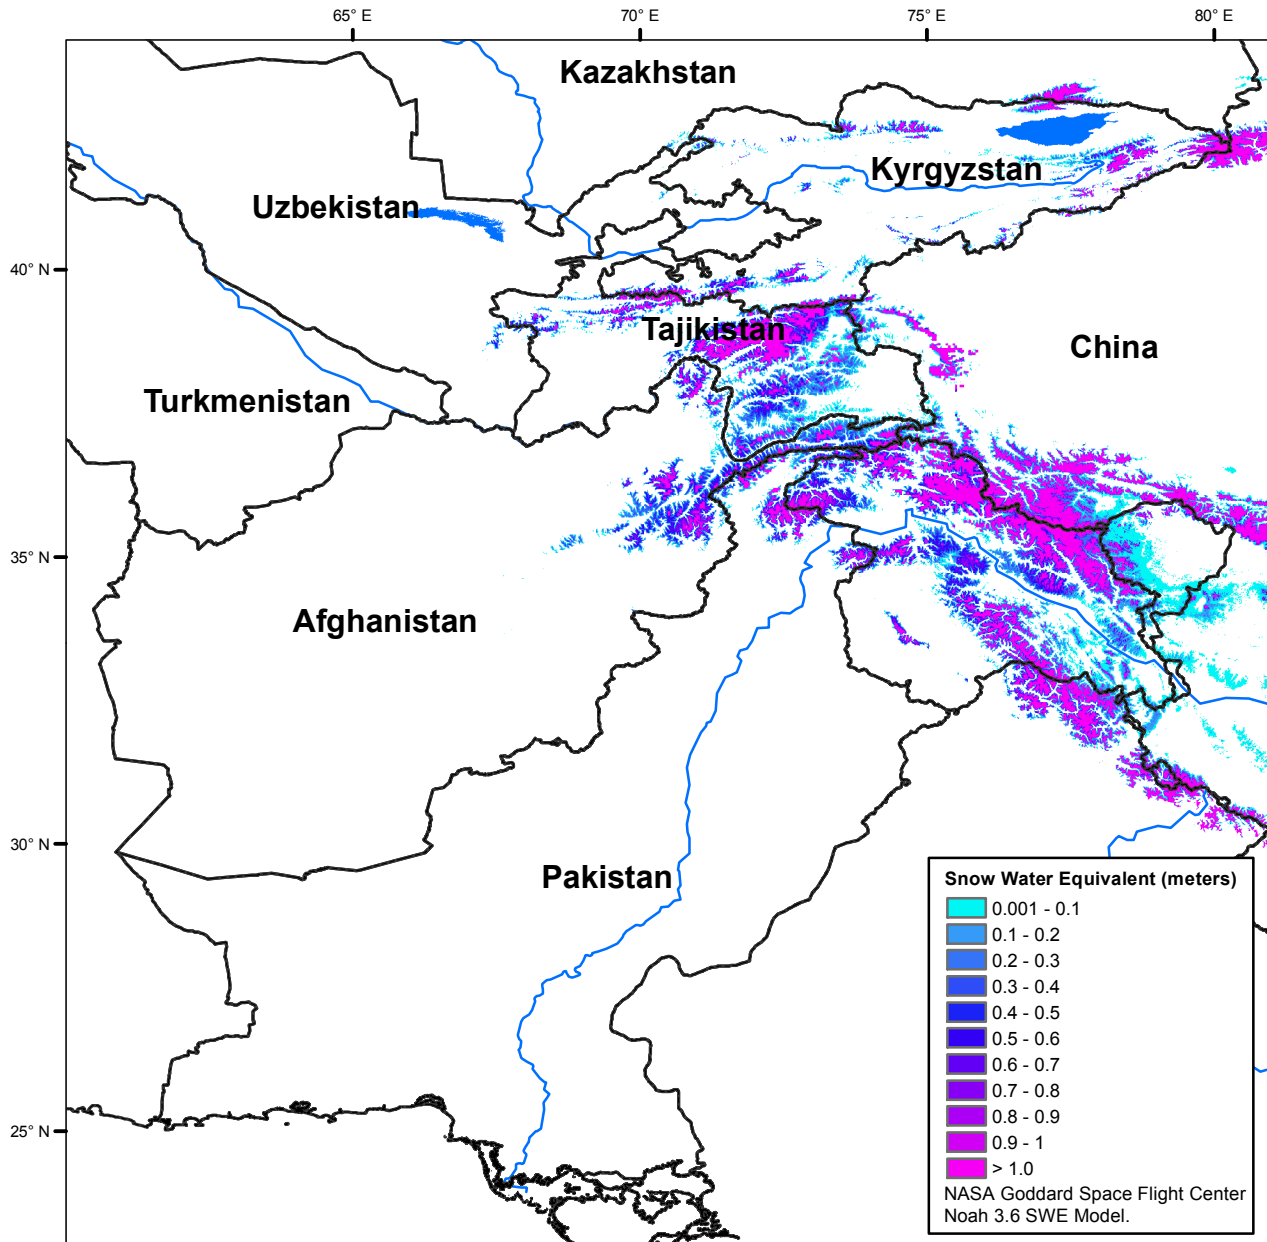 65° E
70° E
75° E
80° E
Kazakhstan
Kyrgyzstan
Uzbekistan
40° N
Tajikistan
China
Turkmenistan
35° N
Afghanistan
30° N
Pakistan
Snow Water Equivalent (meters)
0.001 - 0.1
0.1 - 0.2
0.2 - 0.3
0.3 - 0.4
0.4 - 0.5
0.5 - 0.6
0.6 - 0.7
0.7 - 0.8
0.8 - 0.9
0.9 - 1
> 1.0
NASA Goddard Space Flight Center
Noah 3.6 SWE Model.
25° N